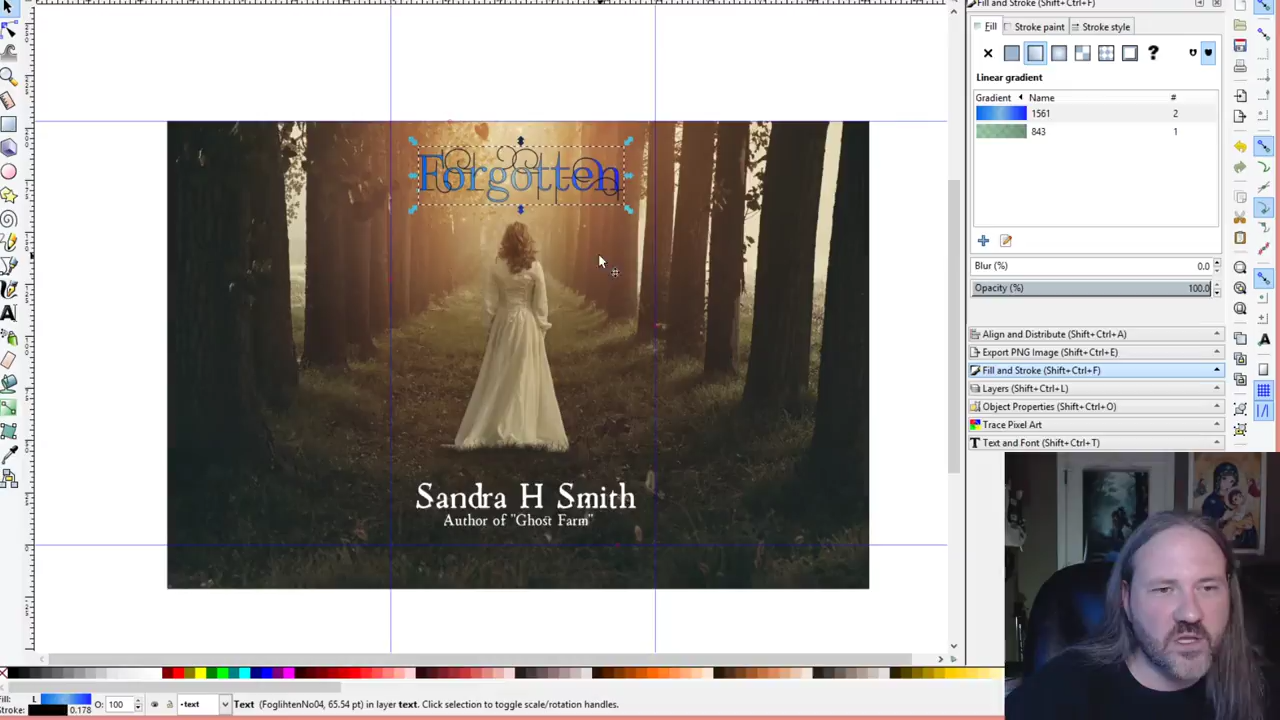 Fill and Stroke (Shift+Ctrl+F)
Fill
Stroke paint
Stroke style
?
Linear gradient
Gradient Name #
1561 2
843 1
Blur (%) 0.0
Opacity (%) 100.0
Align and Distribute (Shift+Ctrl+A)
Export PNG Image (Shift+Ctrl+E)
Fill and Stroke (Shift+Ctrl+F)
Layers (Shift+Ctrl+L)
Object Properties (Shift+Ctrl+O)
Trace Pixel Art
Text and Font (Shift+Ctrl+T)
Forgotten
Sandra H Smith
Author of "Ghost Farm"
Fill: L
Stroke: 0.178
O: 100
text
Text (FoglihtenNo04, 65.54 pt) in layer text. Click selection to toggle scale/rotation handles.